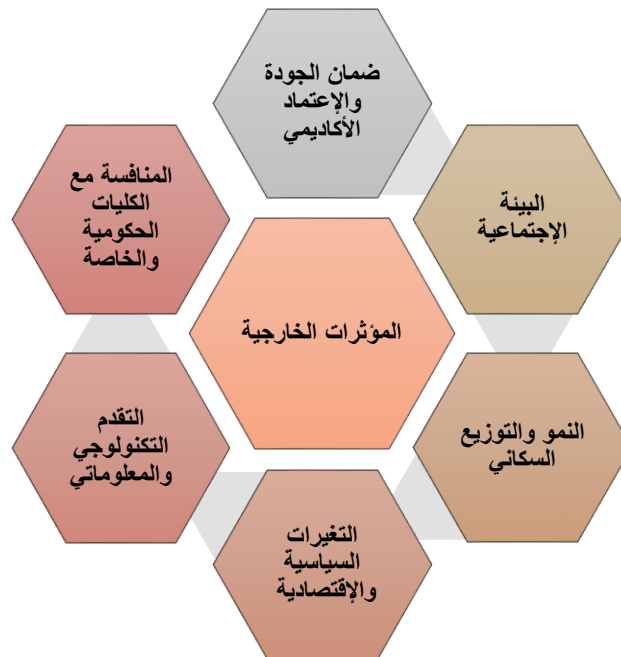 ضمان الجودة
والإعتماد
الأكاديمي
البيئة
الإجتماعية
النمو والتوزيع
السكاني
التغيرات
السياسية
والإقتصادية
التقدم
التكنولوجي
والمعلوماتي
المنافسة مع
الكليات
الحكومية
والخاصة
المؤثرات الخارجية